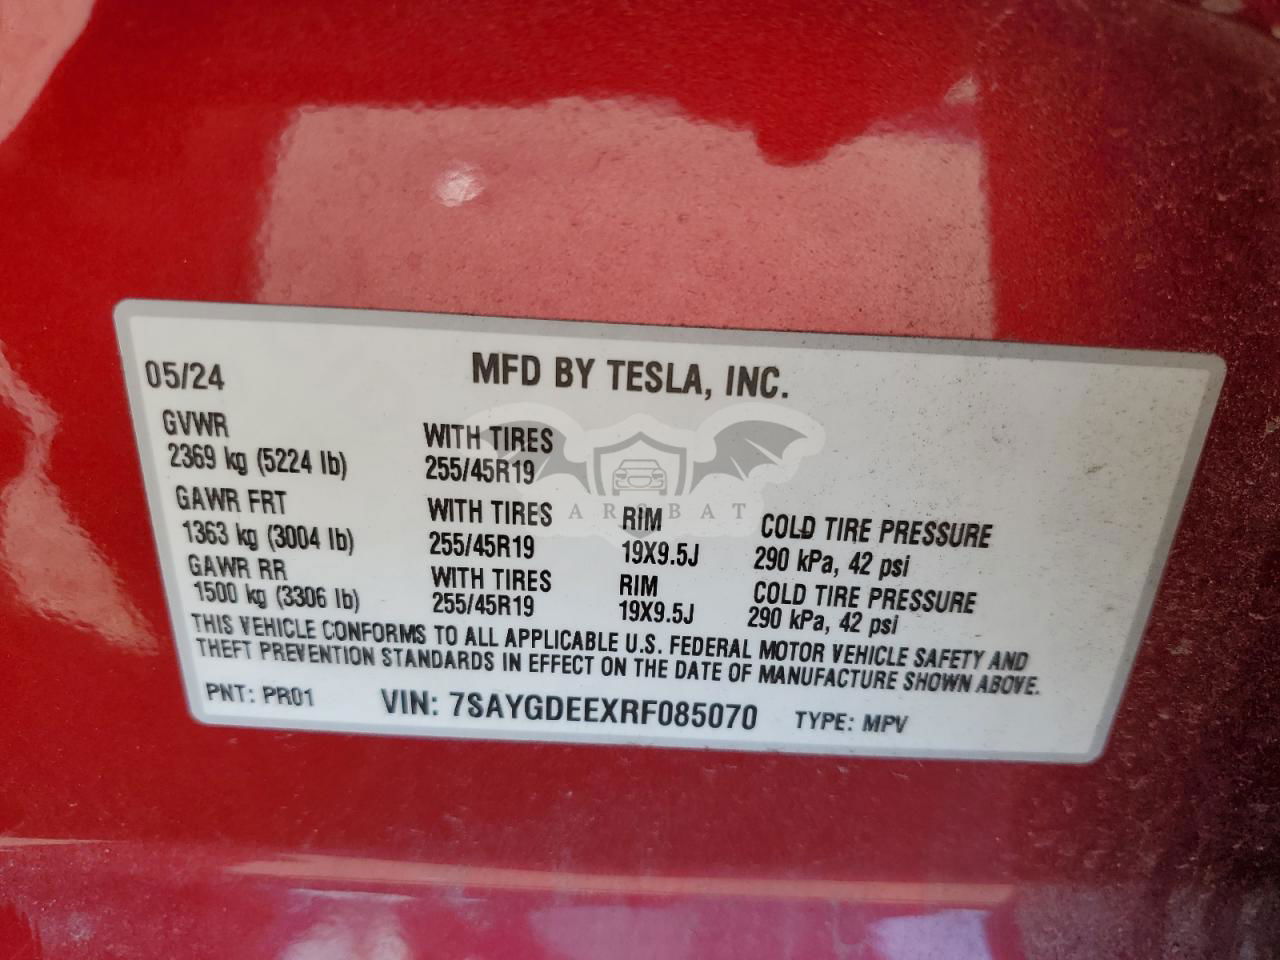 05/24 MFD BY TESLA, INC.
GVWR WITH TIRES
2369 kg (5224 lb) 255/45R19
GAWR FRT WITH TIRES RIM COLD TIRE PRESSURE
1363 kg (3004 lb) 255/45R19 19X9.5J 290 kPa, 42 psi
GAWR RR WITH TIRES RIM COLD TIRE PRESSURE
1500 kg (3306 lb) 255/45R19 19X9.5J 290 kPa, 42 psi
THIS VEHICLE CONFORMS TO ALL APPLICABLE U.S. FEDERAL MOTOR VEHICLE SAFETY AND
THEFT PREVENTION STANDARDS IN EFFECT ON THE DATE OF MANUFACTURE SHOWN ABOVE.
PNT: PR01 VIN: 7SAYGDEEXRF085070 TYPE: MPV